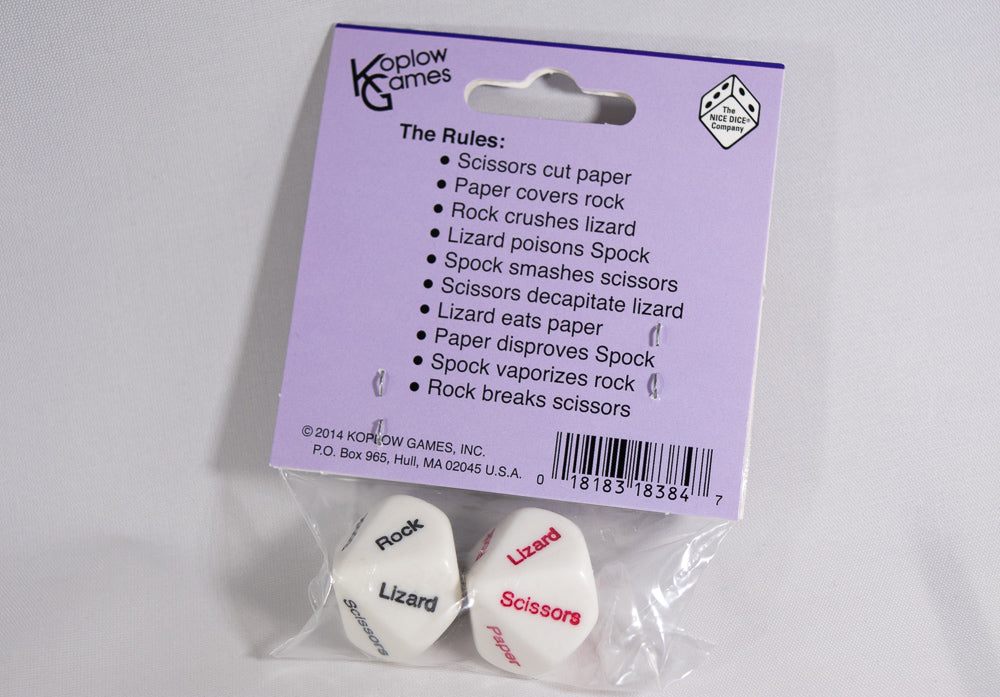 Koplow
Games
The
NICE DICE®
Company
The Rules:
• Scissors cut paper
• Paper covers rock
• Rock crushes lizard
• Lizard poisons Spock
• Spock smashes scissors
• Scissors decapitate lizard
• Lizard eats paper
• Paper disproves Spock
• Spock vaporizes rock
• Rock breaks scissors
© 2014 KOPLOW GAMES, INC.
P.O. Box 965, Hull, MA 02045 U.S.A.
0 18183 18384 7
Rock
Lizard
Scissors
Lizard
Scissors
Paper